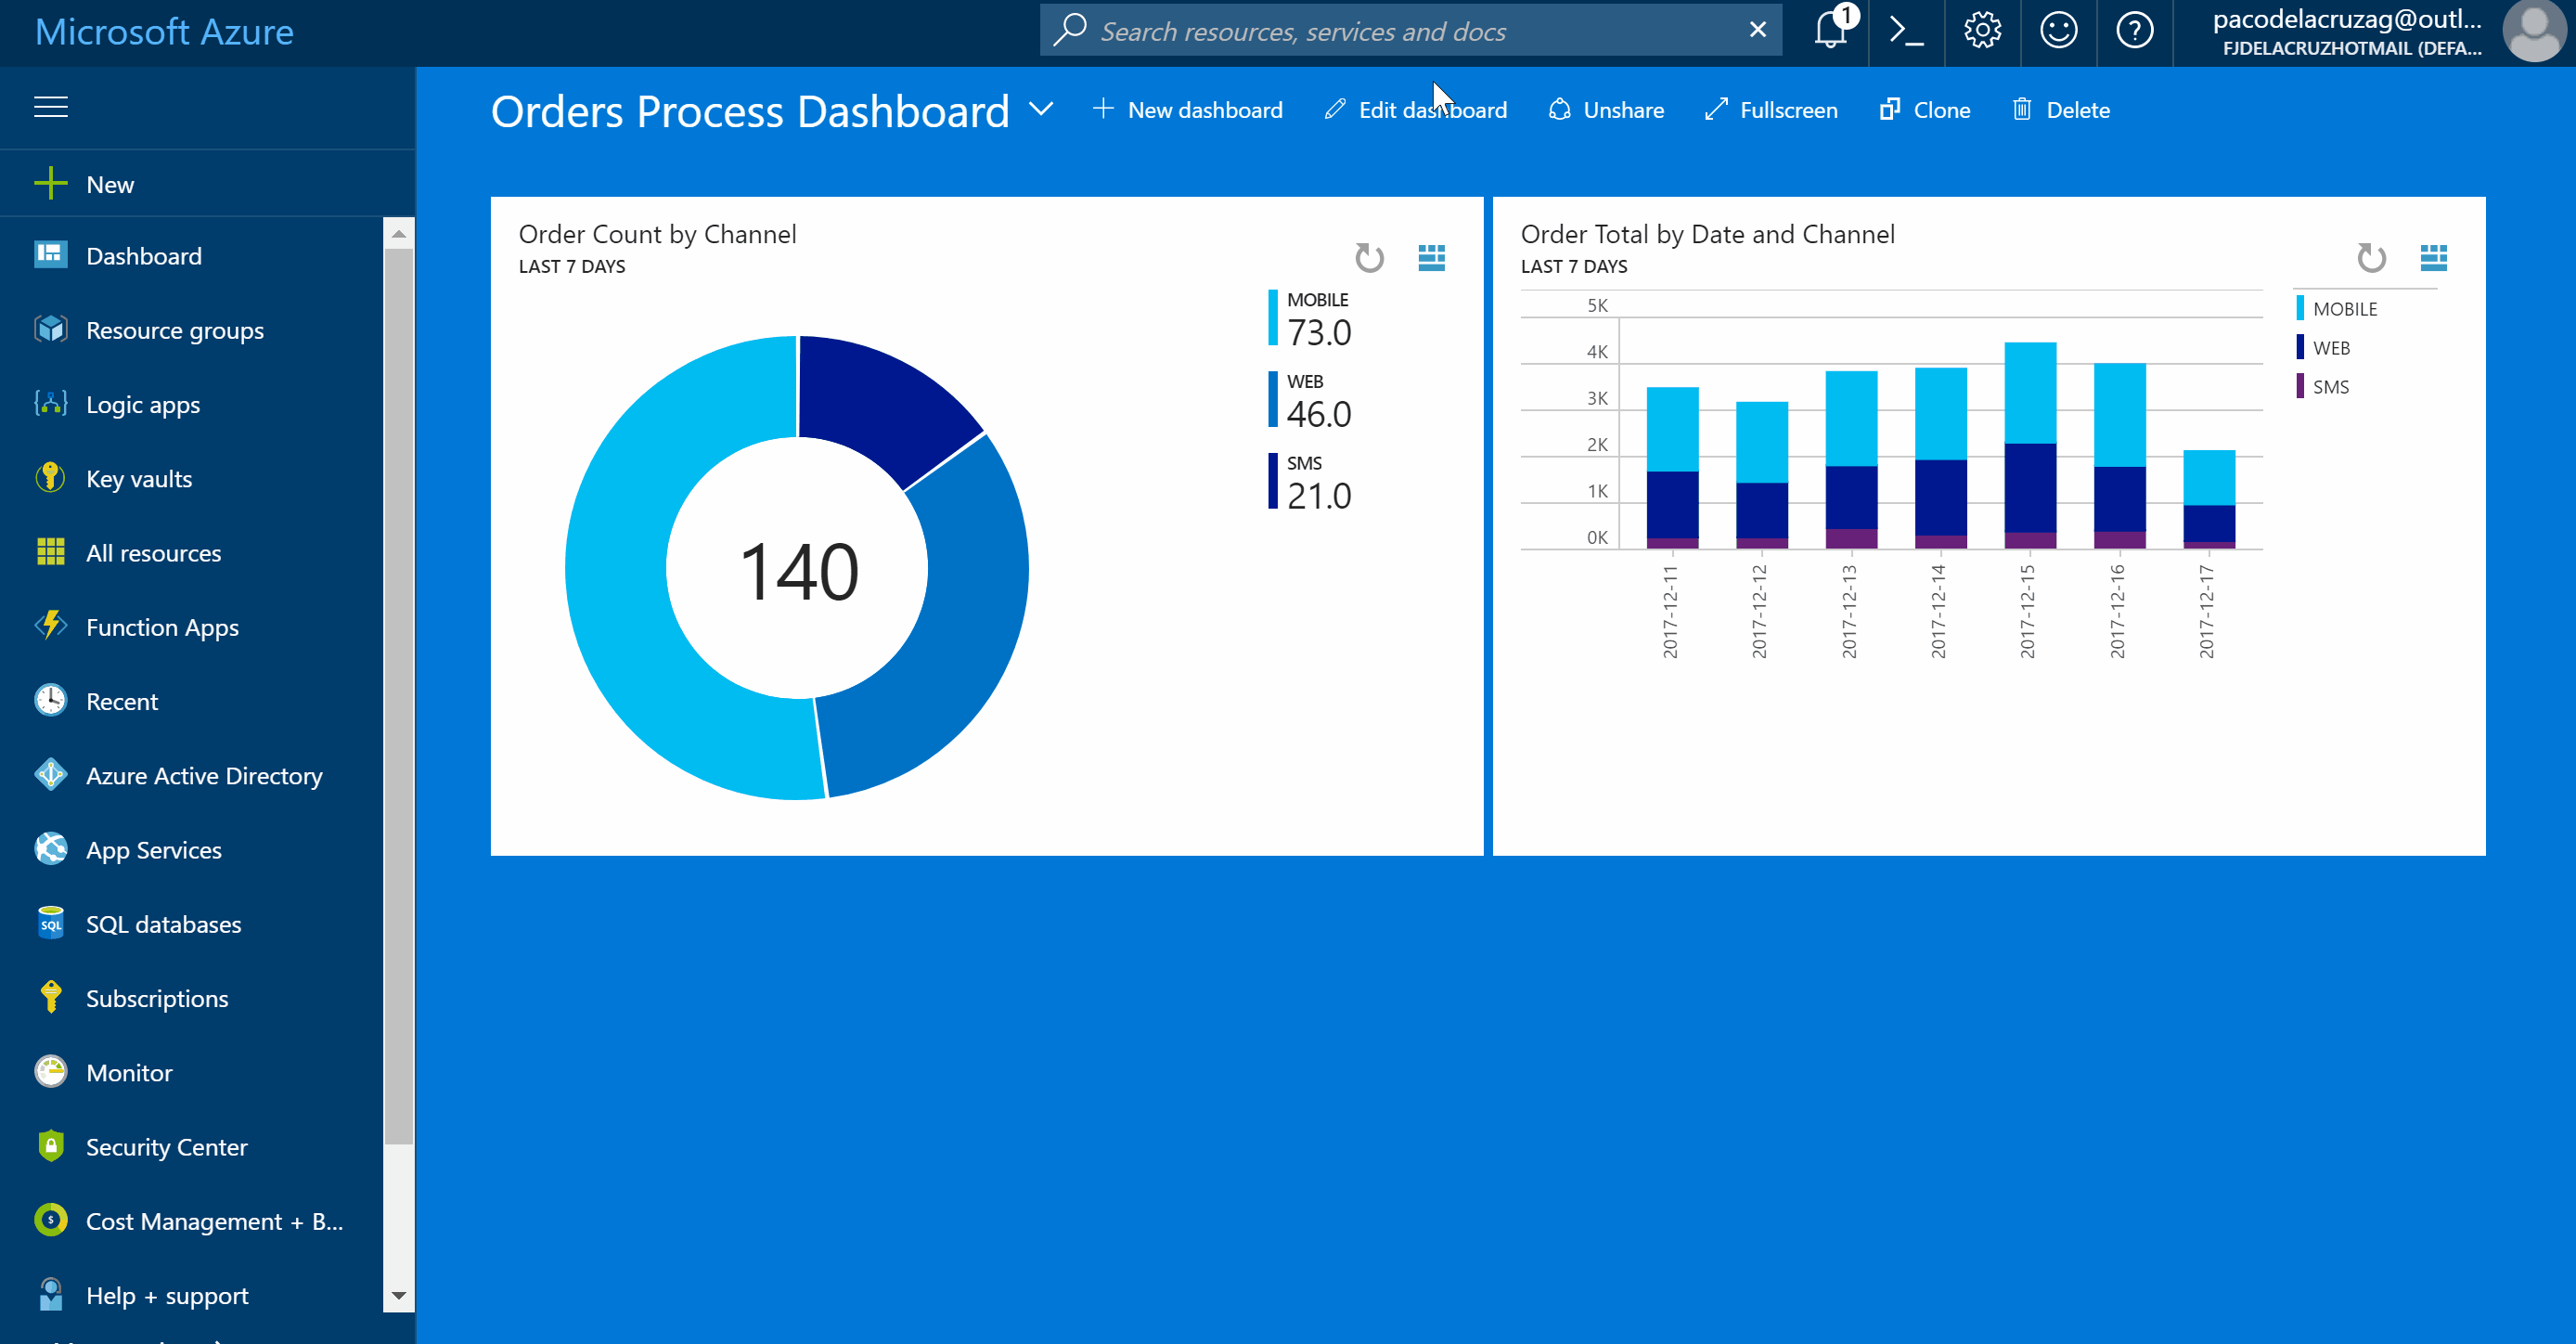 Microsoft Azure
Search resources, services and docs
1
pacodelacruzag@outl...
FJDELACRUZHOTMAIL (DEFA...
Orders Process Dashboard
New dashboard
Edit dashboard
Unshare
Fullscreen
Clone
Delete
New
Dashboard
Resource groups
Logic apps
Key vaults
All resources
Function Apps
Recent
Azure Active Directory
App Services
SQL
SQL databases
Subscriptions
Monitor
Security Center
Cost Management + B...
Help + support
Order Count by Channel
LAST 7 DAYS
MOBILE
73.0
WEB
46.0
SMS
21.0
140
Order Total by Date and Channel
LAST 7 DAYS
5K
4K
3K
2K
1K
0K
2017-12-11
2017-12-12
2017-12-13
2017-12-14
2017-12-15
2017-12-16
2017-12-17
MOBILE
WEB
SMS